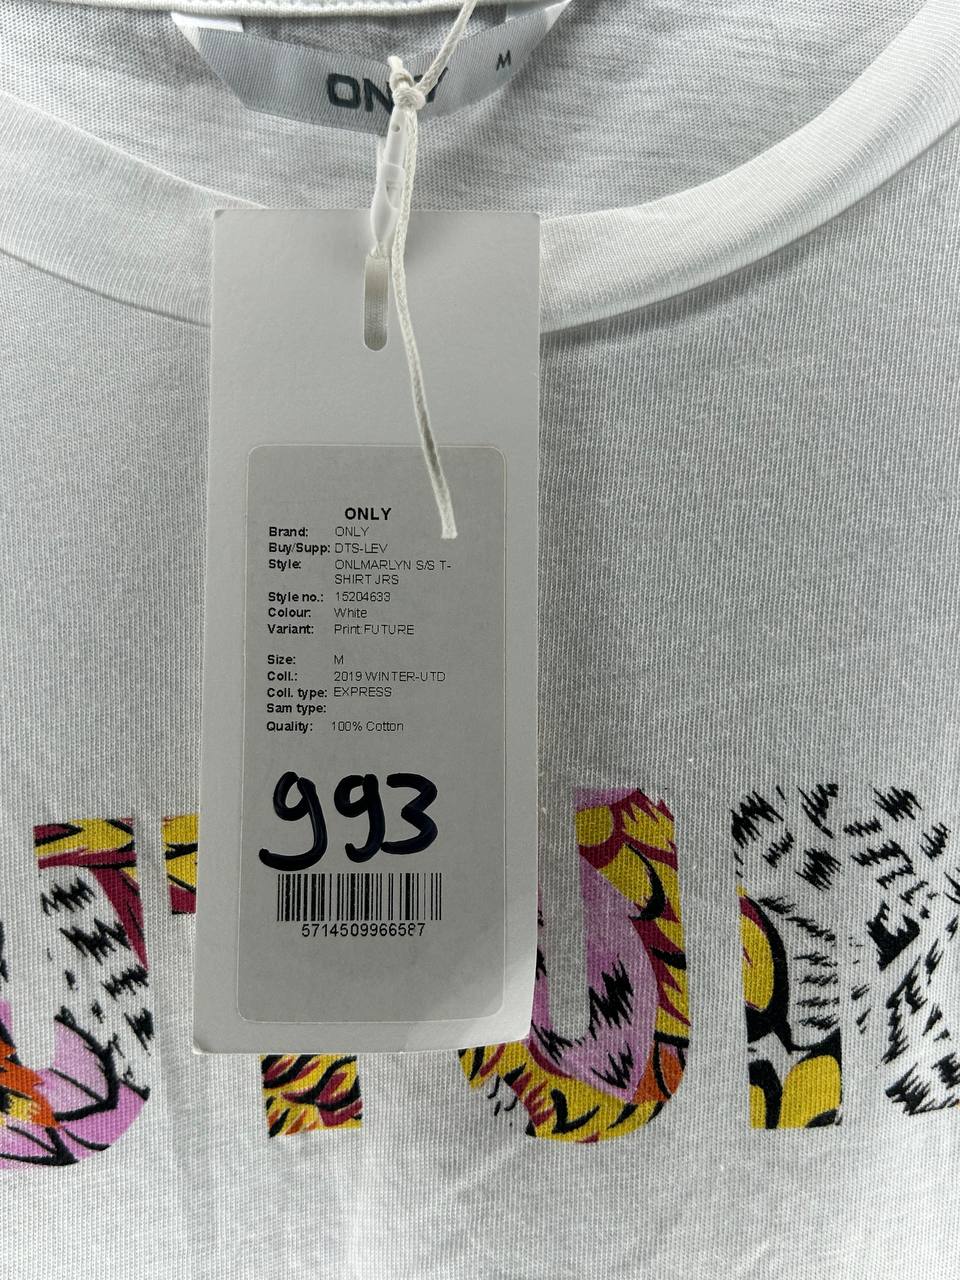 ONLY M
ONLY
Brand: ONLY
Buy/Supp: DTS-LEV
Style: ONLMARLYN S/S T-
SHIRT JRS
Style no.: 15204633
Colour: White
Variant: Print:FUTURE
Size: M
Coll.: 2019 WINTER-UTD
Coll. type: EXPRESS
Sam type:
Quality: 100% Cotton
993
5714509966587
UTUR